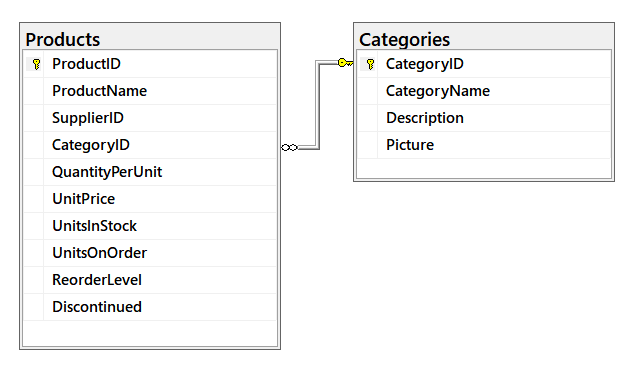 Products
ProductID
ProductName
SupplierID
CategoryID
QuantityPerUnit
UnitPrice
UnitsInStock
UnitsOnOrder
ReorderLevel
Discontinued
Categories
CategoryID
CategoryName
Description
Picture